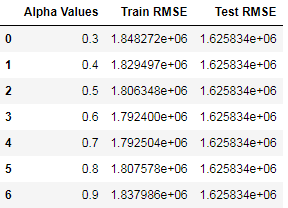 Alpha Values Train RMSE Test RMSE
0 0.3 1.848272e+06 1.625834e+06
1 0.4 1.829497e+06 1.625834e+06
2 0.5 1.806348e+06 1.625834e+06
3 0.6 1.792400e+06 1.625834e+06
4 0.7 1.792504e+06 1.625834e+06
5 0.8 1.807578e+06 1.625834e+06
6 0.9 1.837986e+06 1.625834e+06